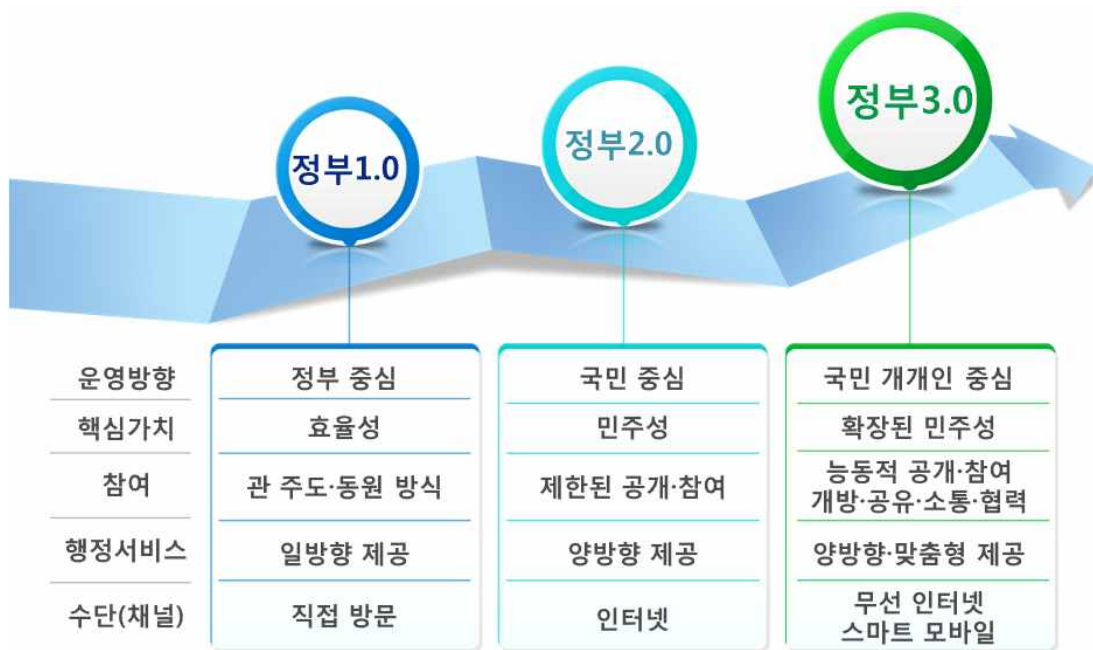 정부1.0
정부2.0
정부3.0
운영방향 정부 중심 국민 중심 국민 개개인 중심
핵심가치 효율성 민주성 확장된 민주성
참여 관 주도·동원 방식 제한된 공개·참여 능동적 공개·참여
개방·공유·소통·협력
행정서비스 일방향 제공 양방향 제공 양방향·맞춤형 제공
수단(채널) 직접 방문 인터넷 무선 인터넷
스마트 모바일